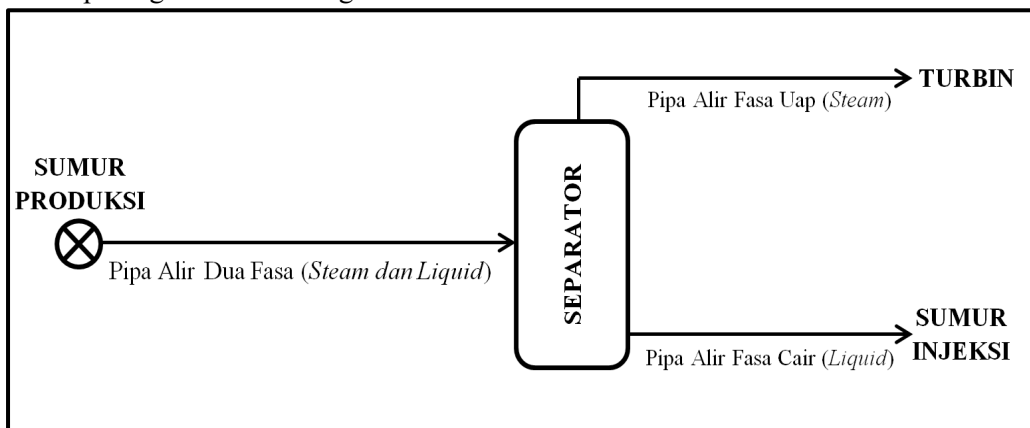 SUMUR
PRODUKSI
Pipa Alir Dua Fasa (Steam dan Liquid)
SEPARATOR
Pipa Alir Fasa Uap (Steam)
TURBIN
Pipa Alir Fasa Cair (Liquid)
SUMUR
INJEKSI